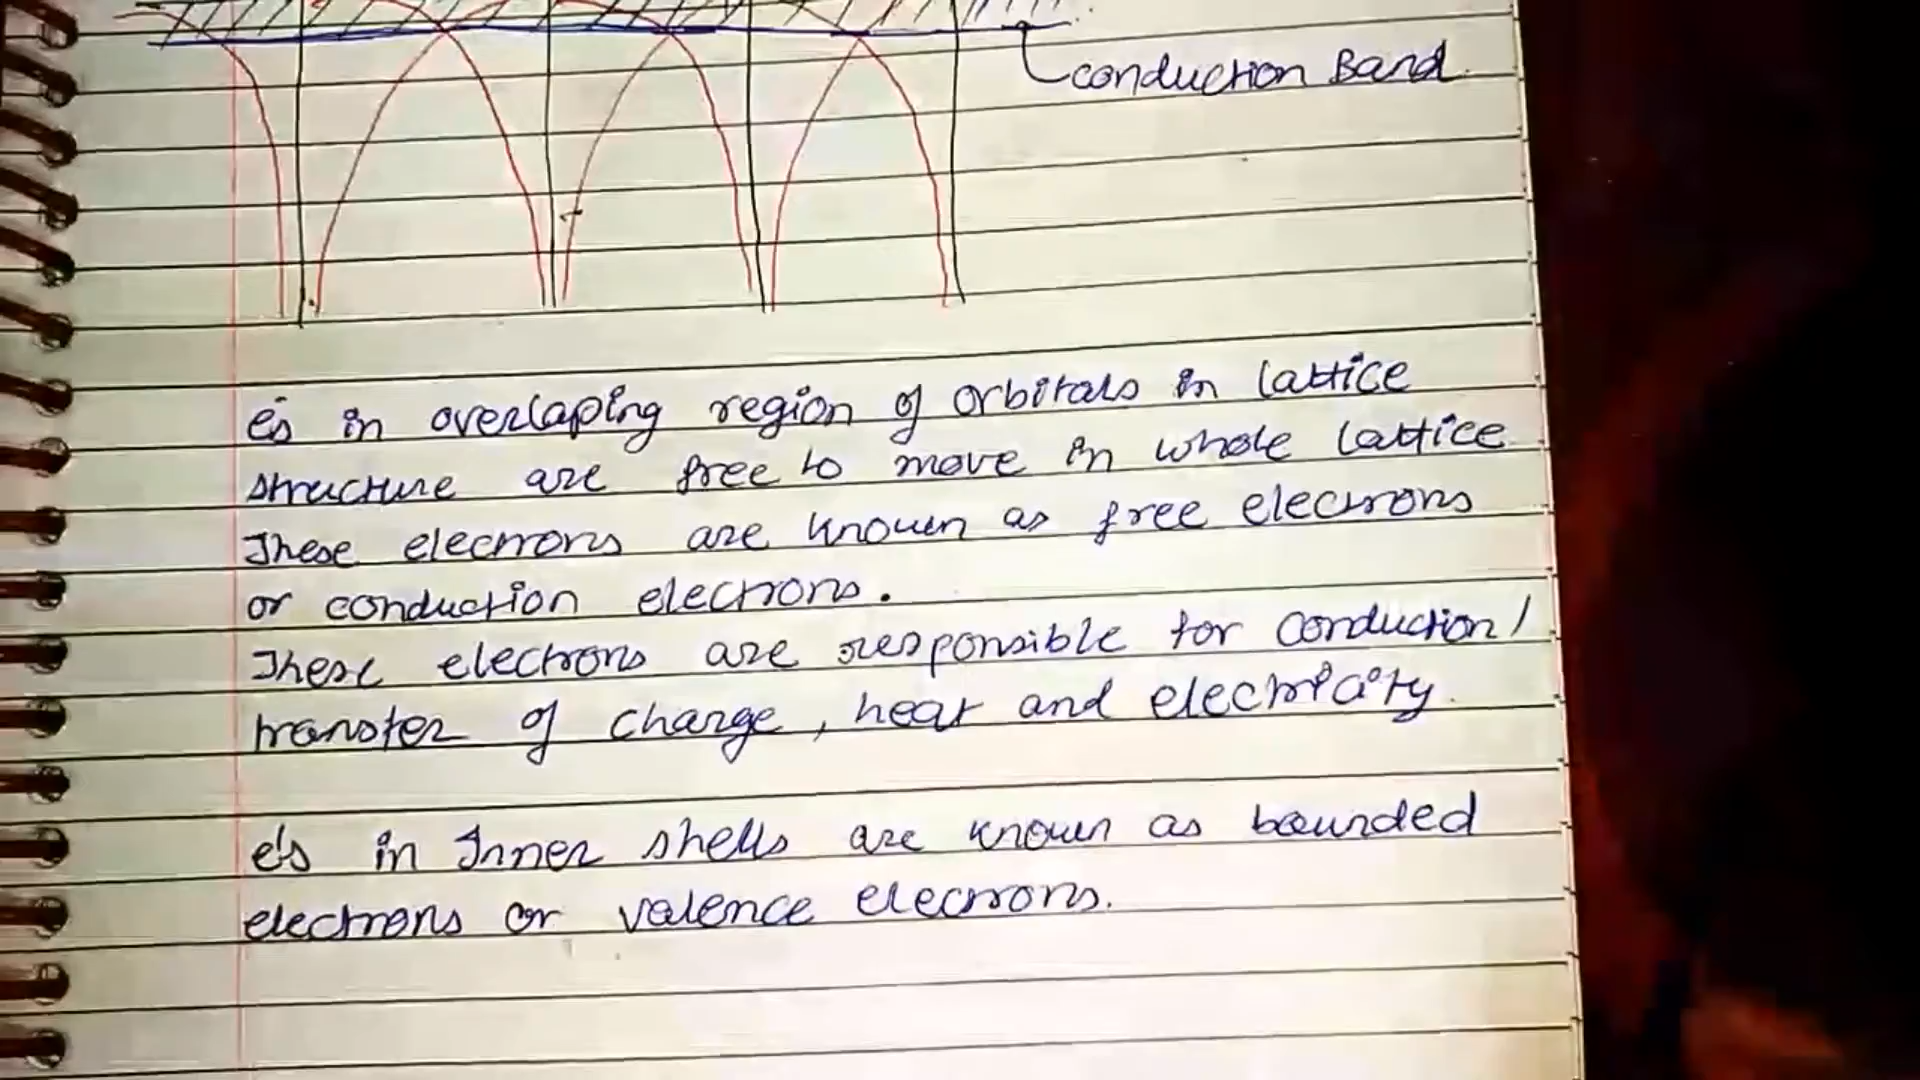 conduction Band
e's in overlaping region of orbitals in lattice
structure are free to move in whole lattice
These electrons are known as free electrons
or conduction electrons.
These electrons are responsible for conduction/
transfer of charge, heat and electricity.
e's in Inner shells are known as bounded
electrons or valence electrons.